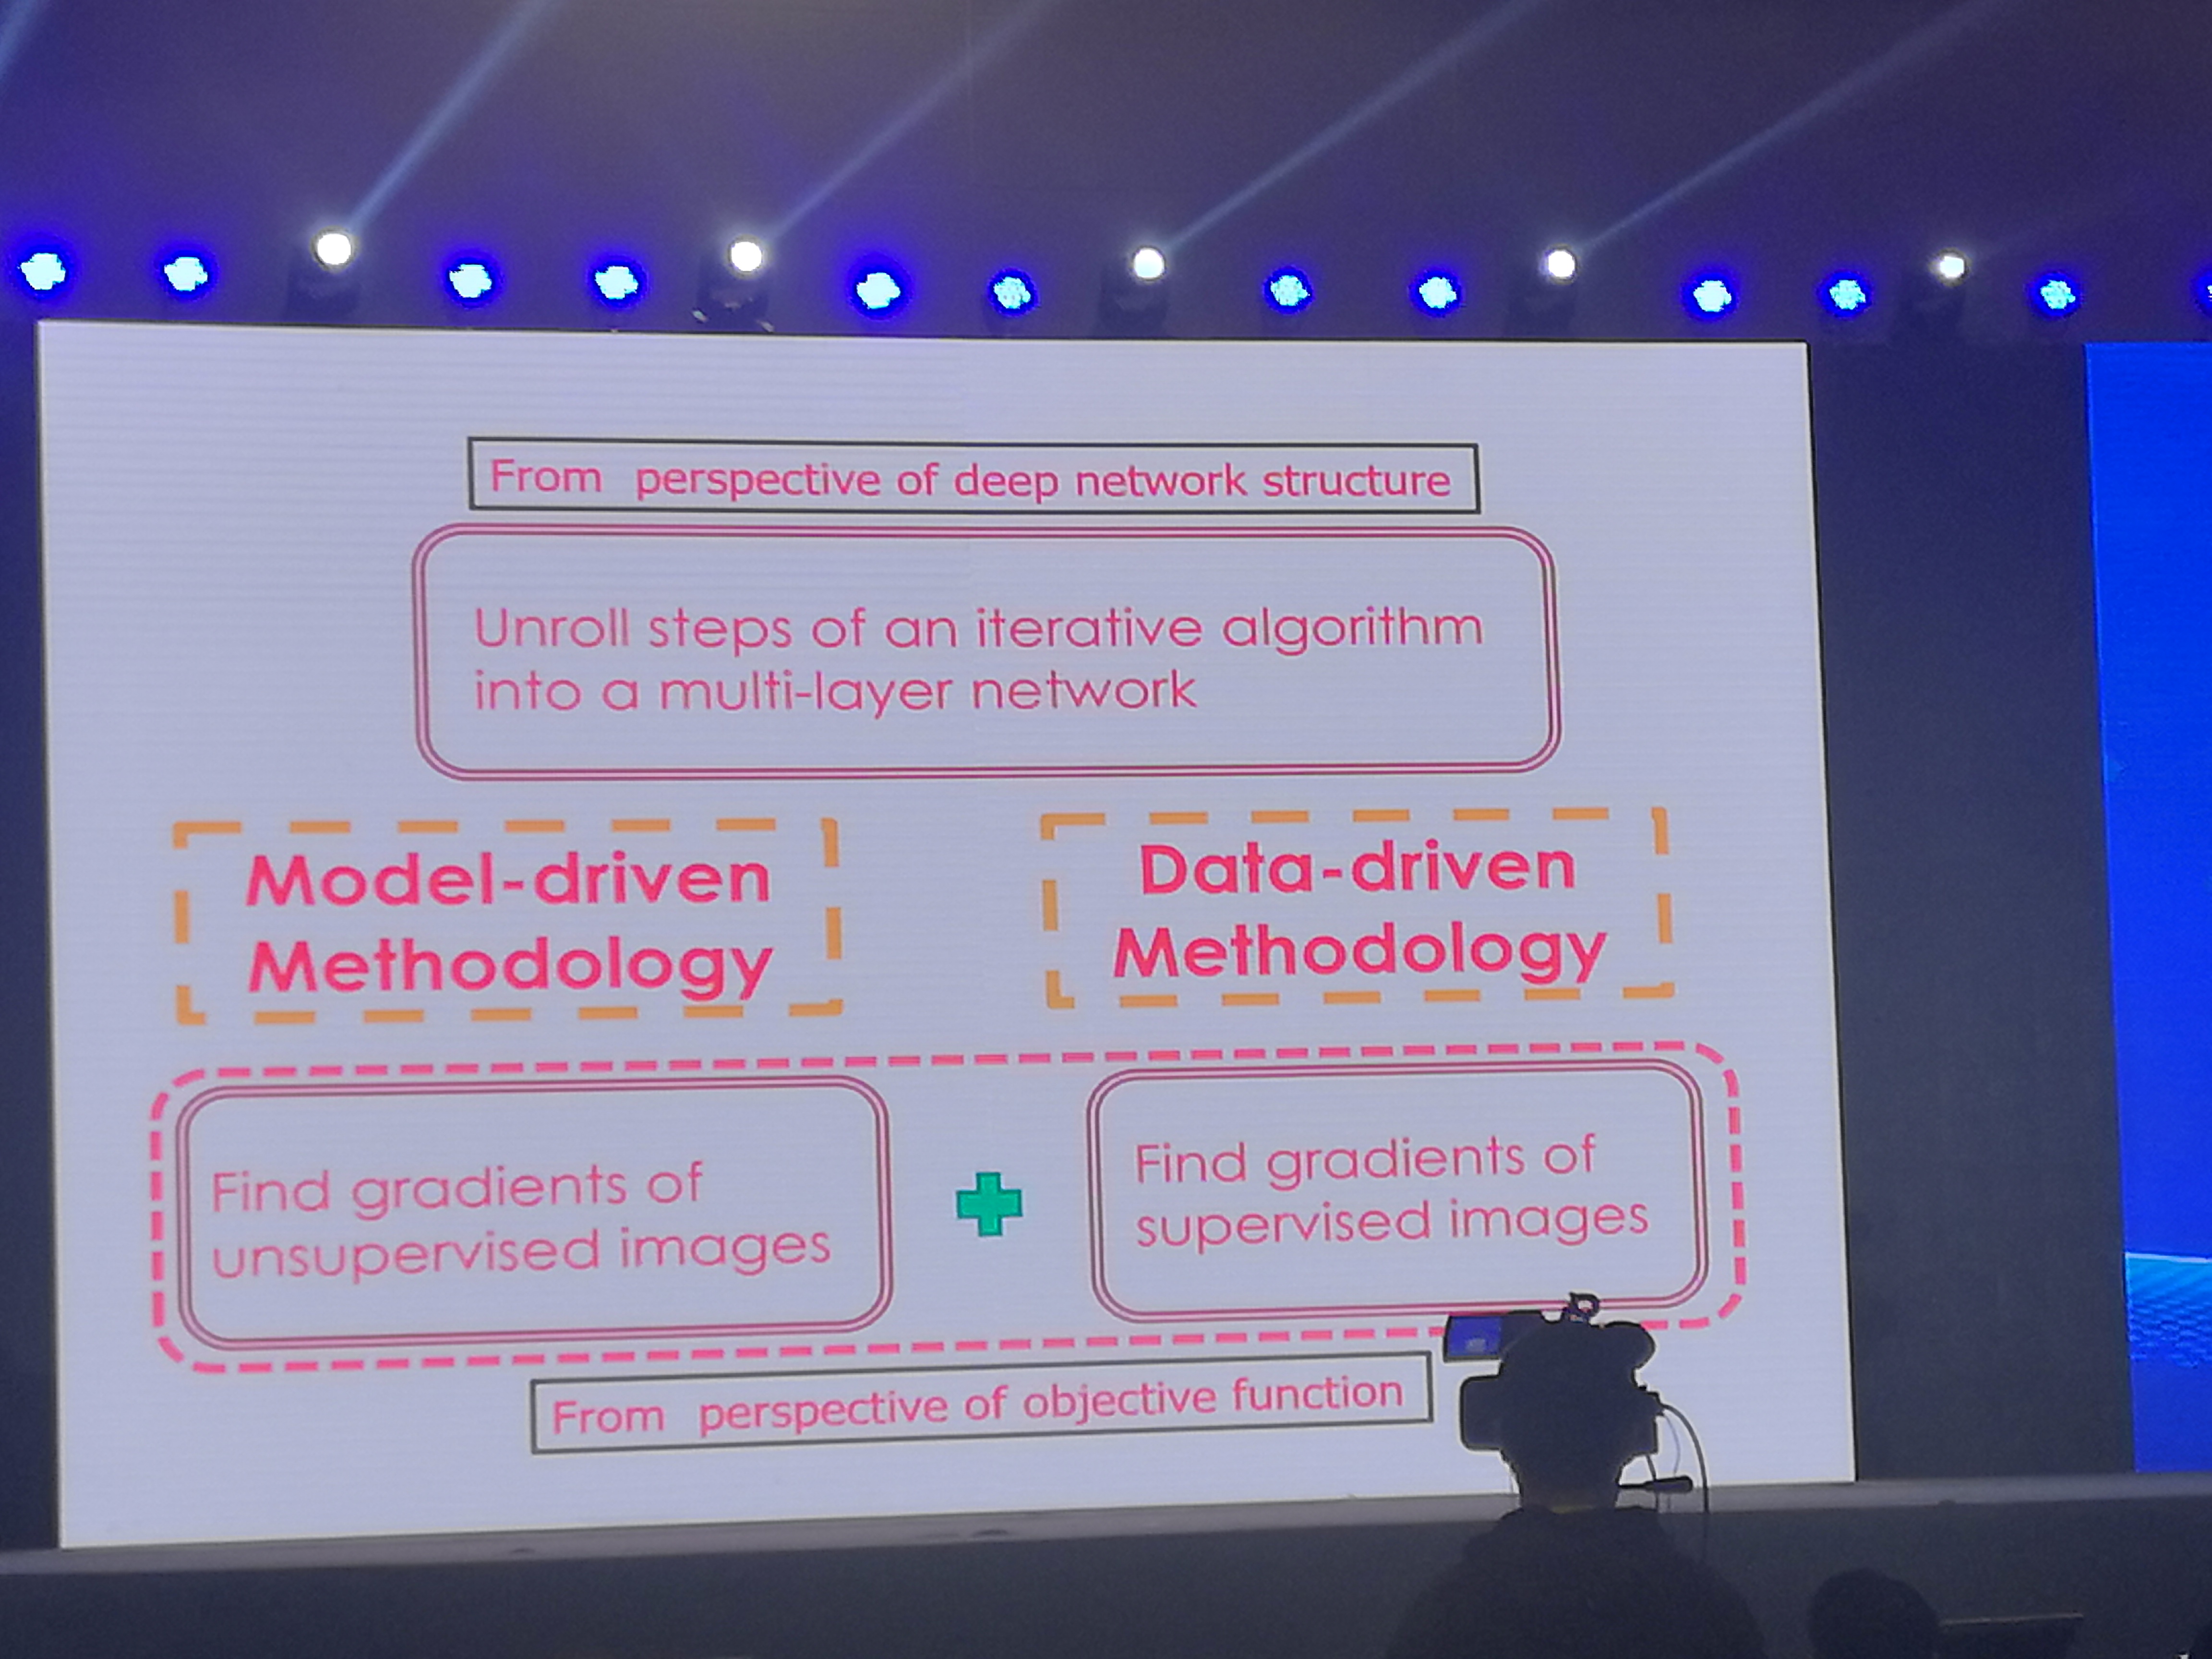 From perspective of deep network structure
Unroll steps of an iterative algorithm
into a multi-layer network
Model-driven
Methodology
Data-driven
Methodology
Find gradients of
unsupervised images
Find gradients of
supervised images
From perspective of objective function